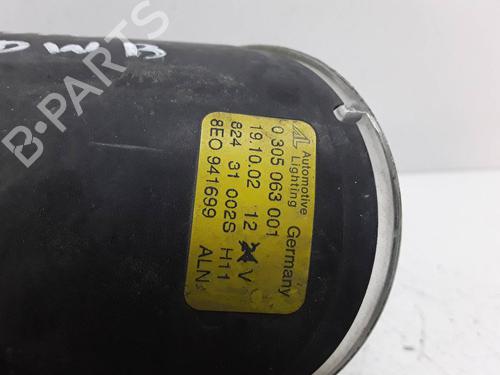 DWB
B-PARTS
AL Automotive Lighting Germany
0 305 063 001
19.10.02 12 V
824 31 002S H11
8E0 941699 ALN